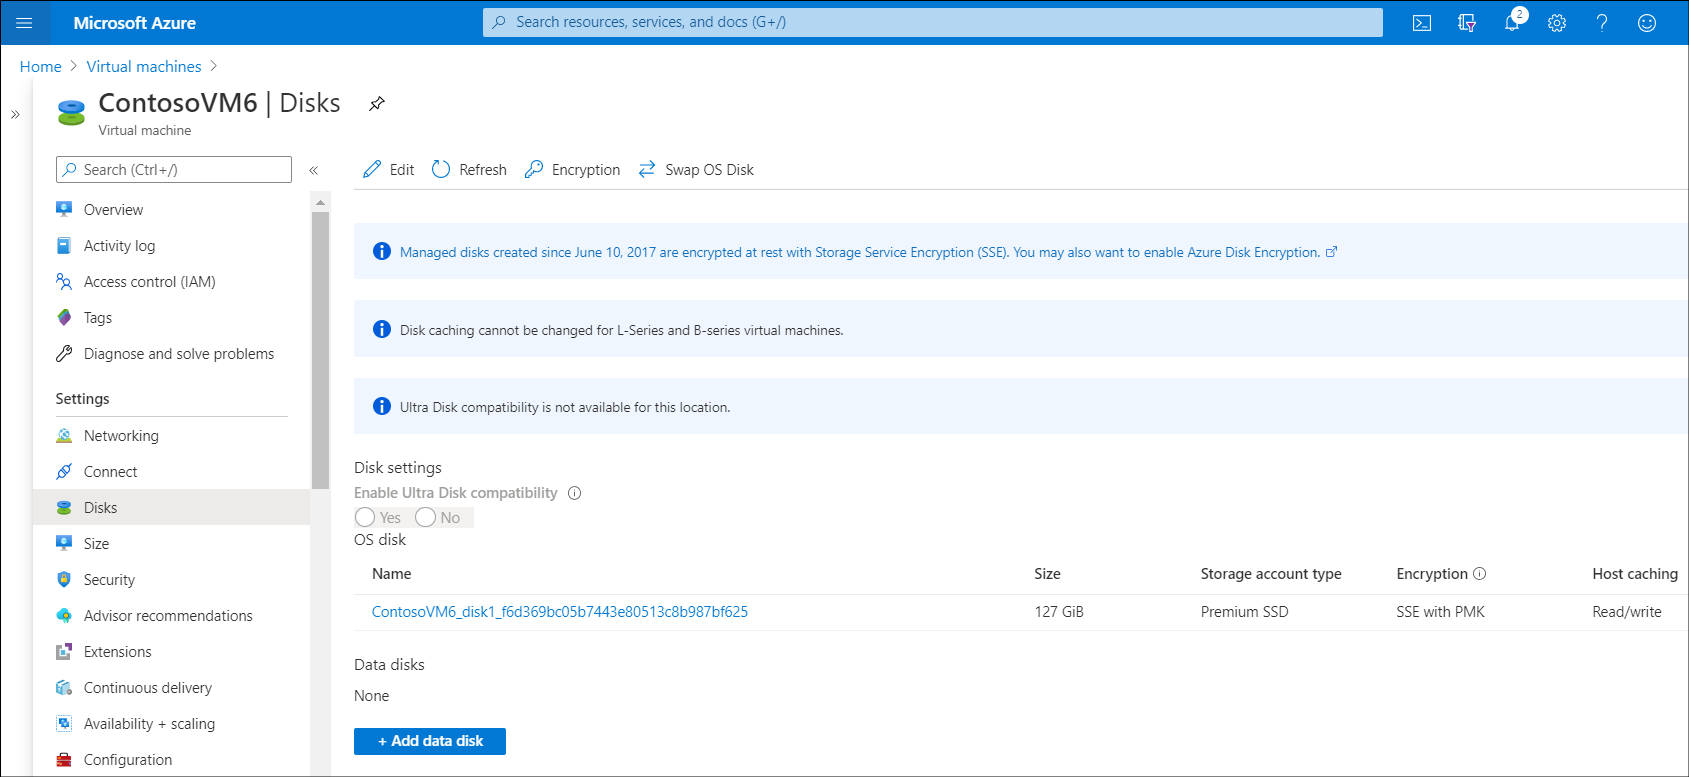 Microsoft Azure
Search resources, services, and docs (G+/)
2
Home > Virtual machines >
ContosoVM6 | Disks
Virtual machine
Search (Ctrl+/)
Overview
Activity log
Access control (IAM)
Tags
Diagnose and solve problems
Settings
Networking
Connect
Disks
Size
Security
Advisor recommendations
Extensions
Continuous delivery
Availability + scaling
Configuration
Edit Refresh Encryption Swap OS Disk
Managed disks created since June 10, 2017 are encrypted at rest with Storage Service Encryption (SSE). You may also want to enable Azure Disk Encryption.
Disk caching cannot be changed for L-Series and B-series virtual machines.
Ultra Disk compatibility is not available for this location.
Disk settings
Enable Ultra Disk compatibility
Yes No
OS disk
Name Size Storage account type Encryption Host caching
ContosoVM6_disk1_f6d369bc05b7443e80513c8b987bf625 127 GiB Premium SSD SSE with PMK Read/write
Data disks
None
+ Add data disk